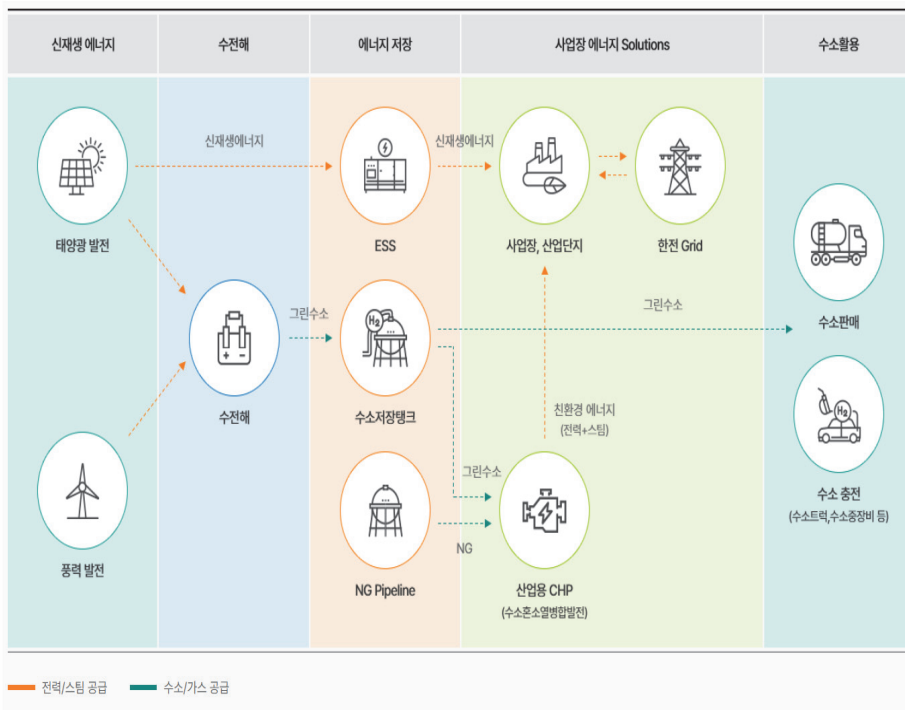 신재생 에너지
수전해
에너지 저장
사업장 에너지 Solutions
수소활용
신재생에너지
신재생에너지
태양광 발전
ESS
사업장, 산업단지
한전 Grid
그린수소
H₂
그린수소
수소판매
+ -
수전해
수소저장탱크
친환경 에너지
(전력+스팀)
H₂
그린수소
수소 충전
(수소트럭,수소중장비 등)
NG
풍력 발전
NG Pipeline
산업용 CHP
(수소혼소열병합발전)
전력/스팀 공급
수소/가스 공급